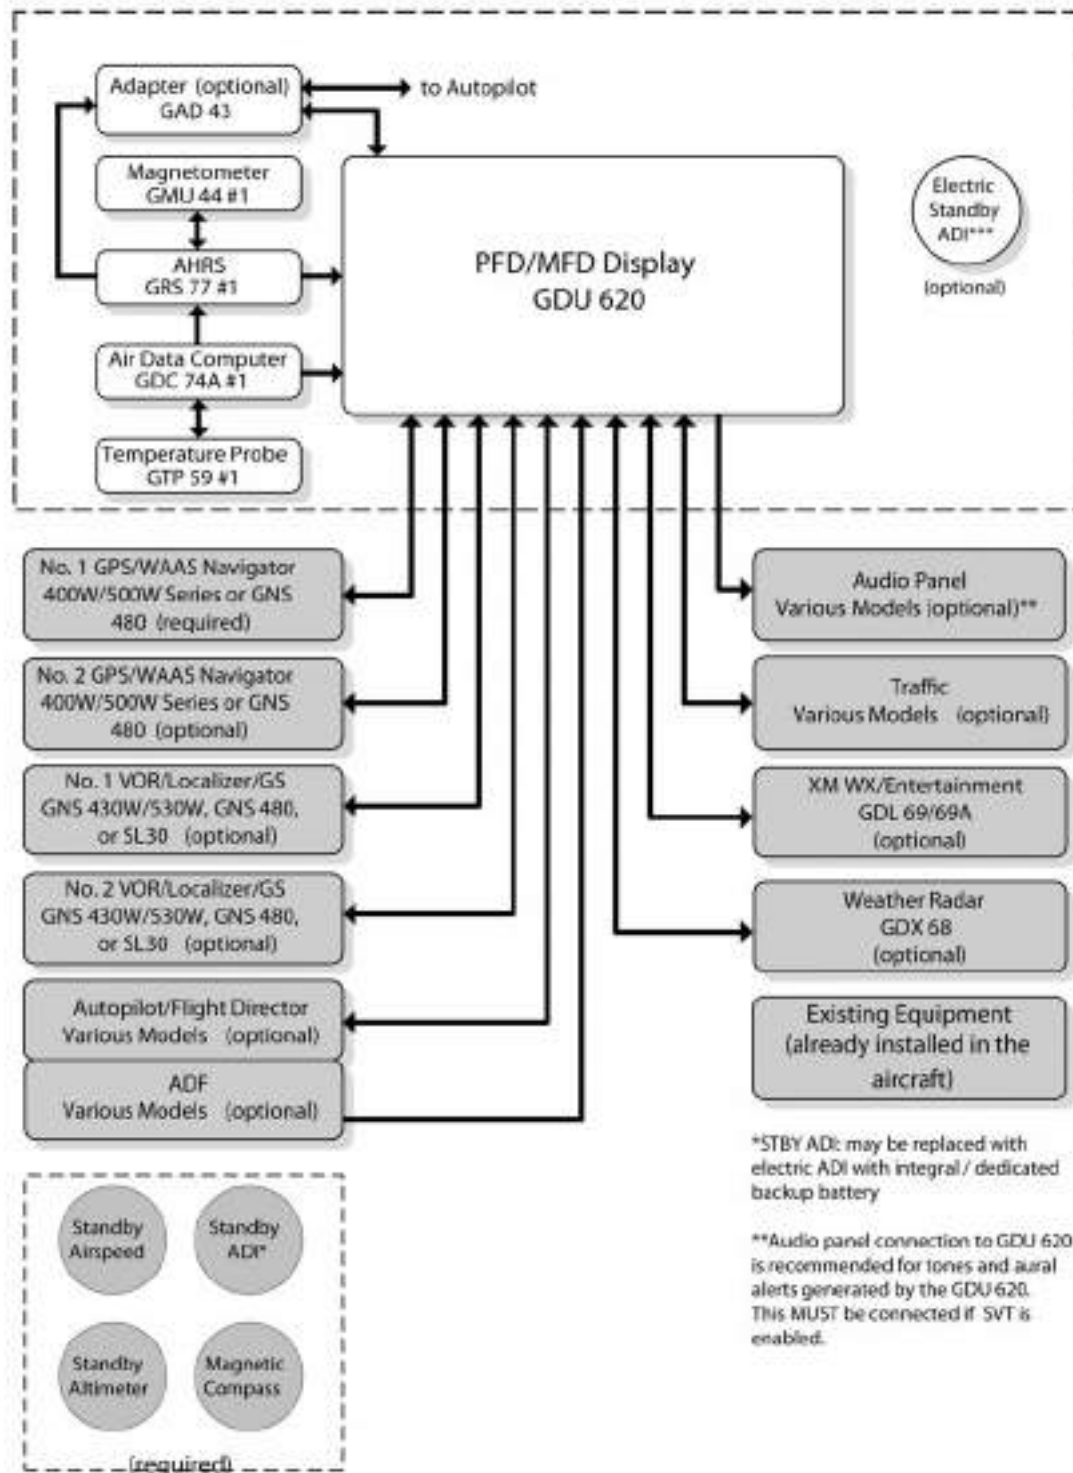 Adapter (optional)
GAD 43
to Autopilot
Magnetometer
GMU 44 #1
AHRS
GRS 77 #1
Air Data Computer
GDC 74A #1
Temperature Probe
GTP 59 #1
PFD/MFD Display
GDU 620
Electric
Standby
ADI***
(optional)
No. 1 GPS/WAAS Navigator
400W/500W Series or GNS
480 (required)
No. 2 GPS/WAAS Navigator
400W/500W Series or GNS
480 (optional)
No. 1 VOR/Localizer/GS
GNS 430W/530W, GNS 480,
or SL30 (optional)
No. 2 VOR/Localizer/GS
GNS 430W/530W, GNS 480,
or SL30 (optional)
Autopilot/Flight Director
Various Models (optional)
ADF
Various Models (optional)
Audio Panel
Various Models (optional)**
Traffic
Various Models (optional)
XM WX/Entertainment
GDL 69/69A
(optional)
Weather Radar
GDX 68
(optional)
Existing Equipment
(already installed in the
aircraft)
*STBY ADI: may be replaced with
electric ADI with integral / dedicated
backup battery
**Audio panel connection to GDU 620
is recommended for tones and aural
alerts generated by the GDU 620.
This MUST be connected if SVT is
enabled.
Standby
Airspeed
Standby
ADI*
Standby
Altimeter
Magnetic
Compass
(required)